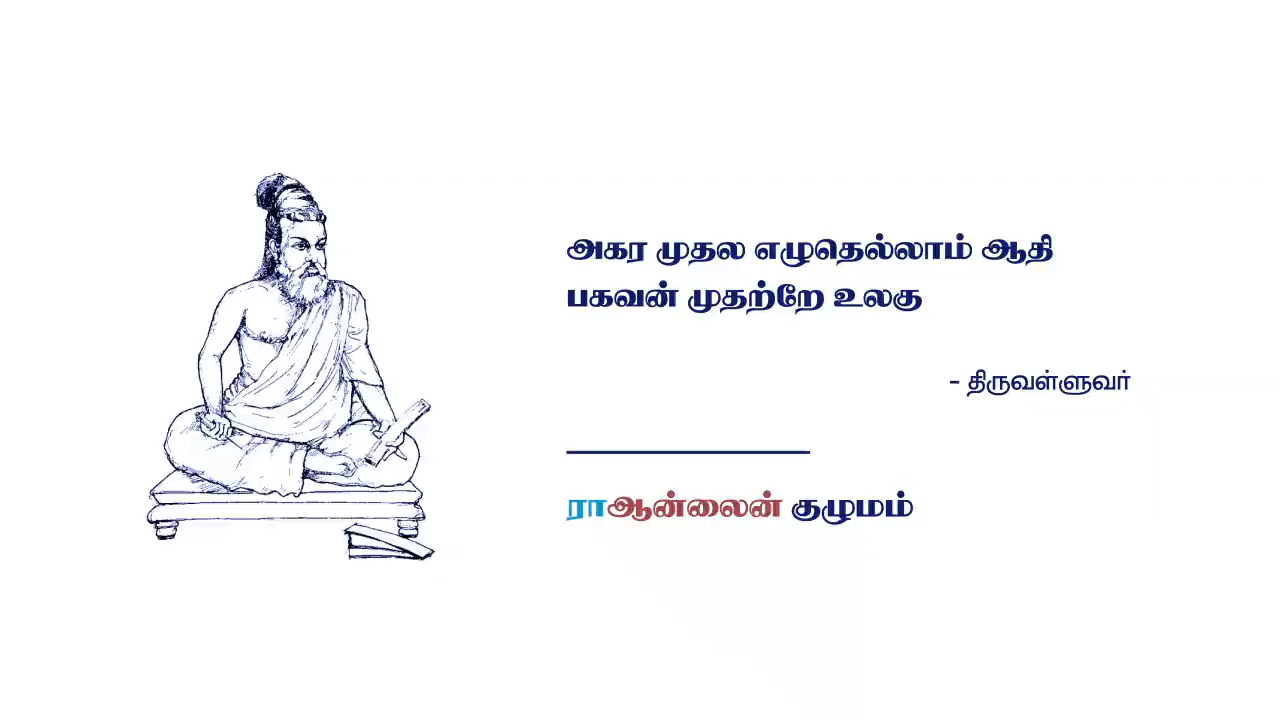 அகர முதல எழுதெல்லாம் ஆதி
பகவன் முதற்றே உலகு
- திருவள்ளுவர்
ராஆன்லைன் குழுமம்